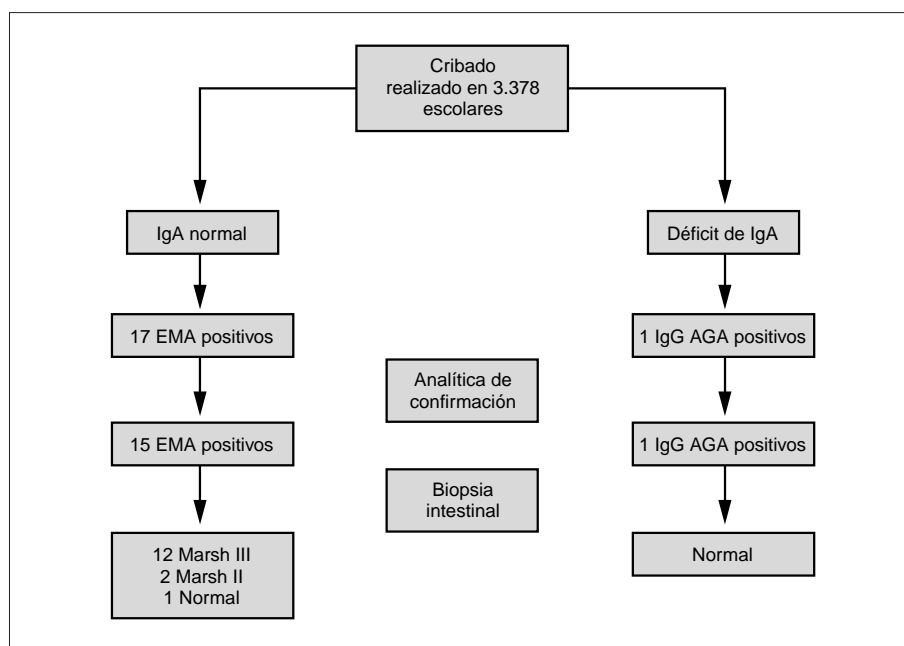 Cribado
realizado en 3.378
escolares
IgA normal
Déficit de IgA
17 EMA positivos
1 IgG AGA positivos
Analítica de
confirmación
15 EMA positivos
1 IgG AGA positivos
Biopsia
intestinal
12 Marsh III
2 Marsh II
1 Normal
Normal